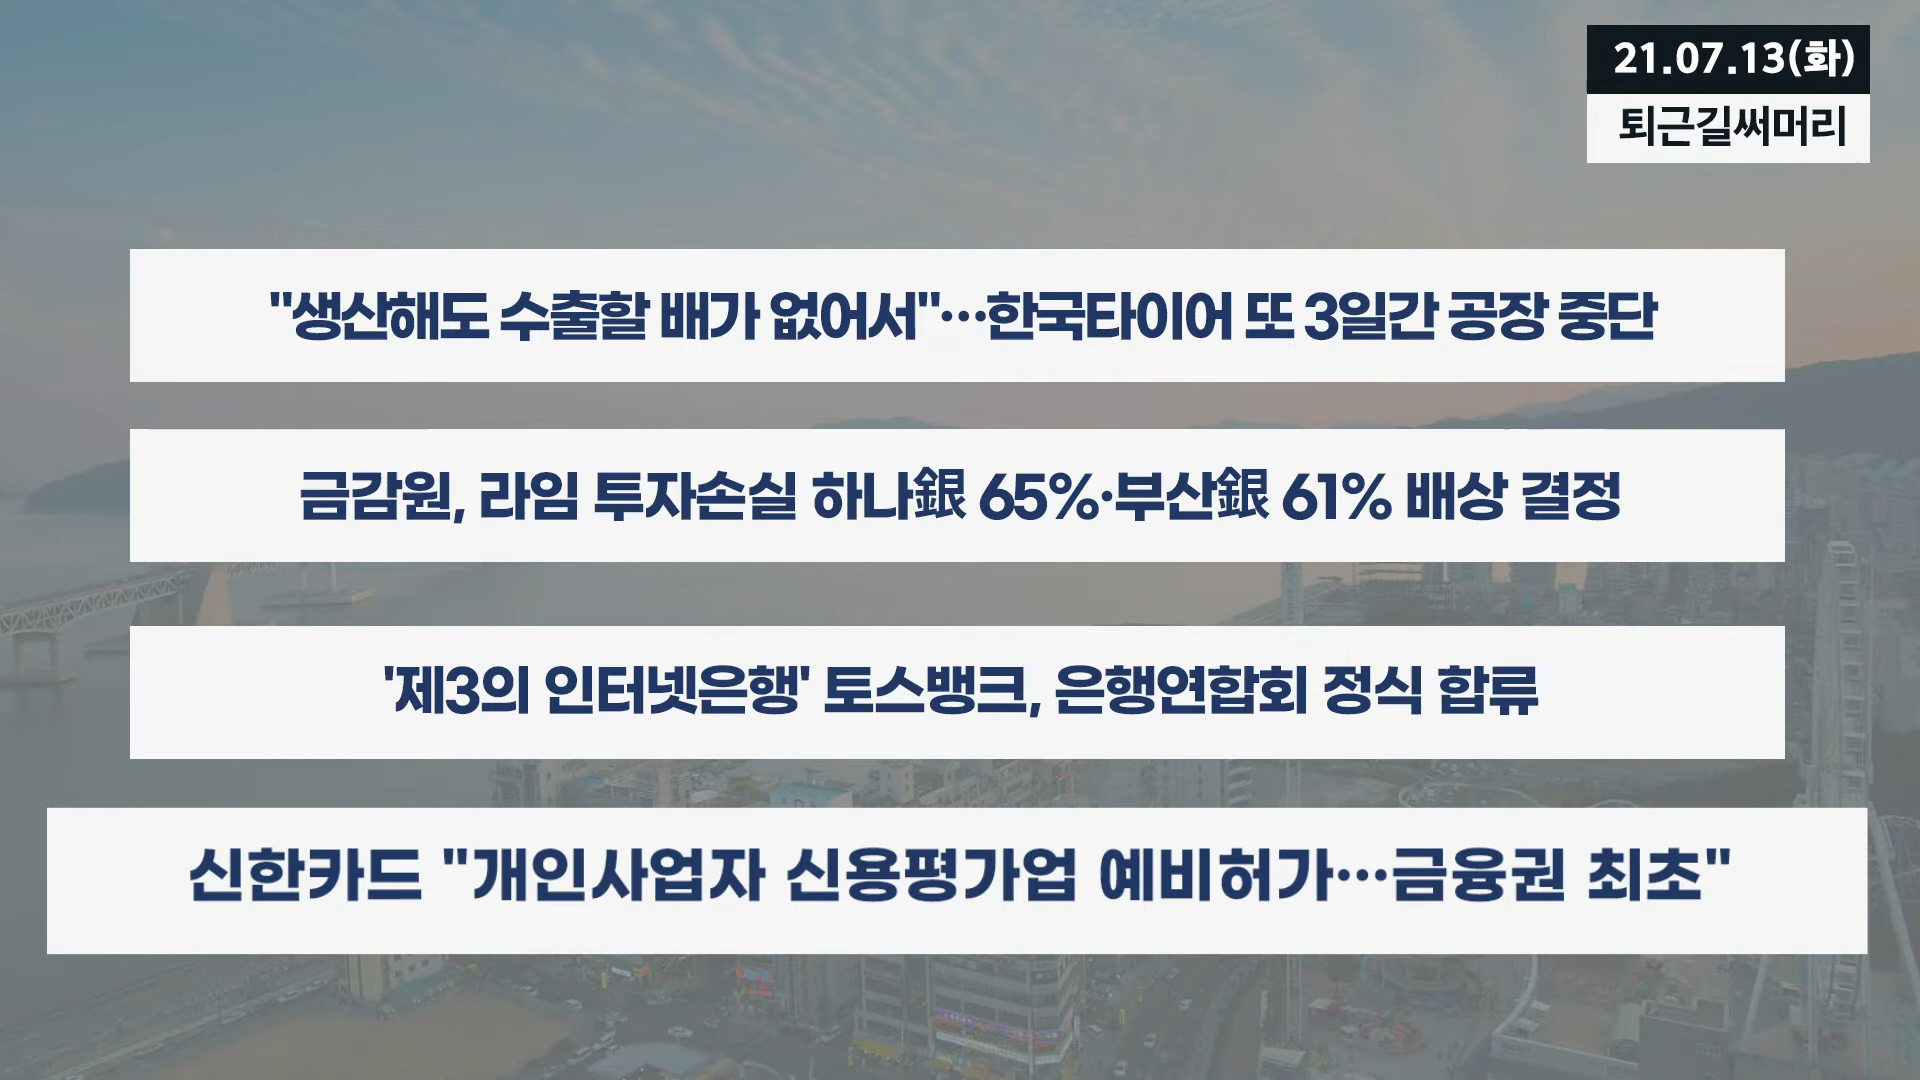 21.07.13(화)
퇴근길써머리
"생산해도 수출할 배가 없어서"…한국타이어 또 3일간 공장 중단
금감원, 라임 투자손실 하나銀 65%·부산銀 61% 배상 결정
'제3의 인터넷은행' 토스뱅크, 은행연합회 정식 합류
신한카드 "개인사업자 신용평가업 예비허가…금융권 최초"